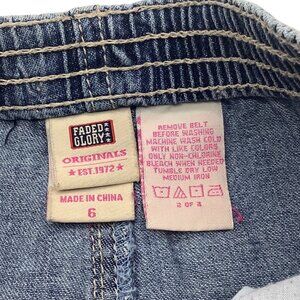 FADED
GLORY
ORIGINALS
★ EST.1972 ★
MADE IN CHINA
6
REMOVE BELT
BEFORE WASHING
MACHINE WASH COLD
WITH LIKE COLORS
ONLY NON-CHLORINE
BLEACH WHEN NEEDED
TUMBLE DRY LOW
MEDIUM IRON
2 OF 3